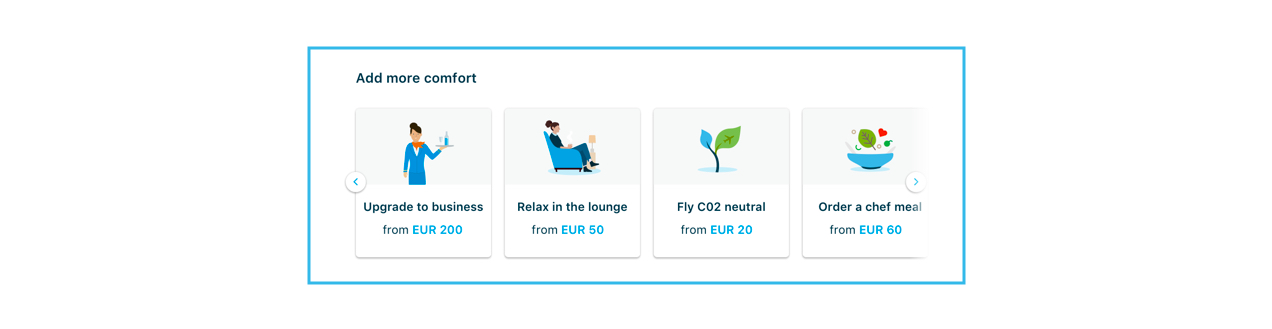 Add more comfort
Upgrade to business
from EUR 200
Relax in the lounge
from EUR 50
Fly C02 neutral
from EUR 20
Order a chef meal
from EUR 60